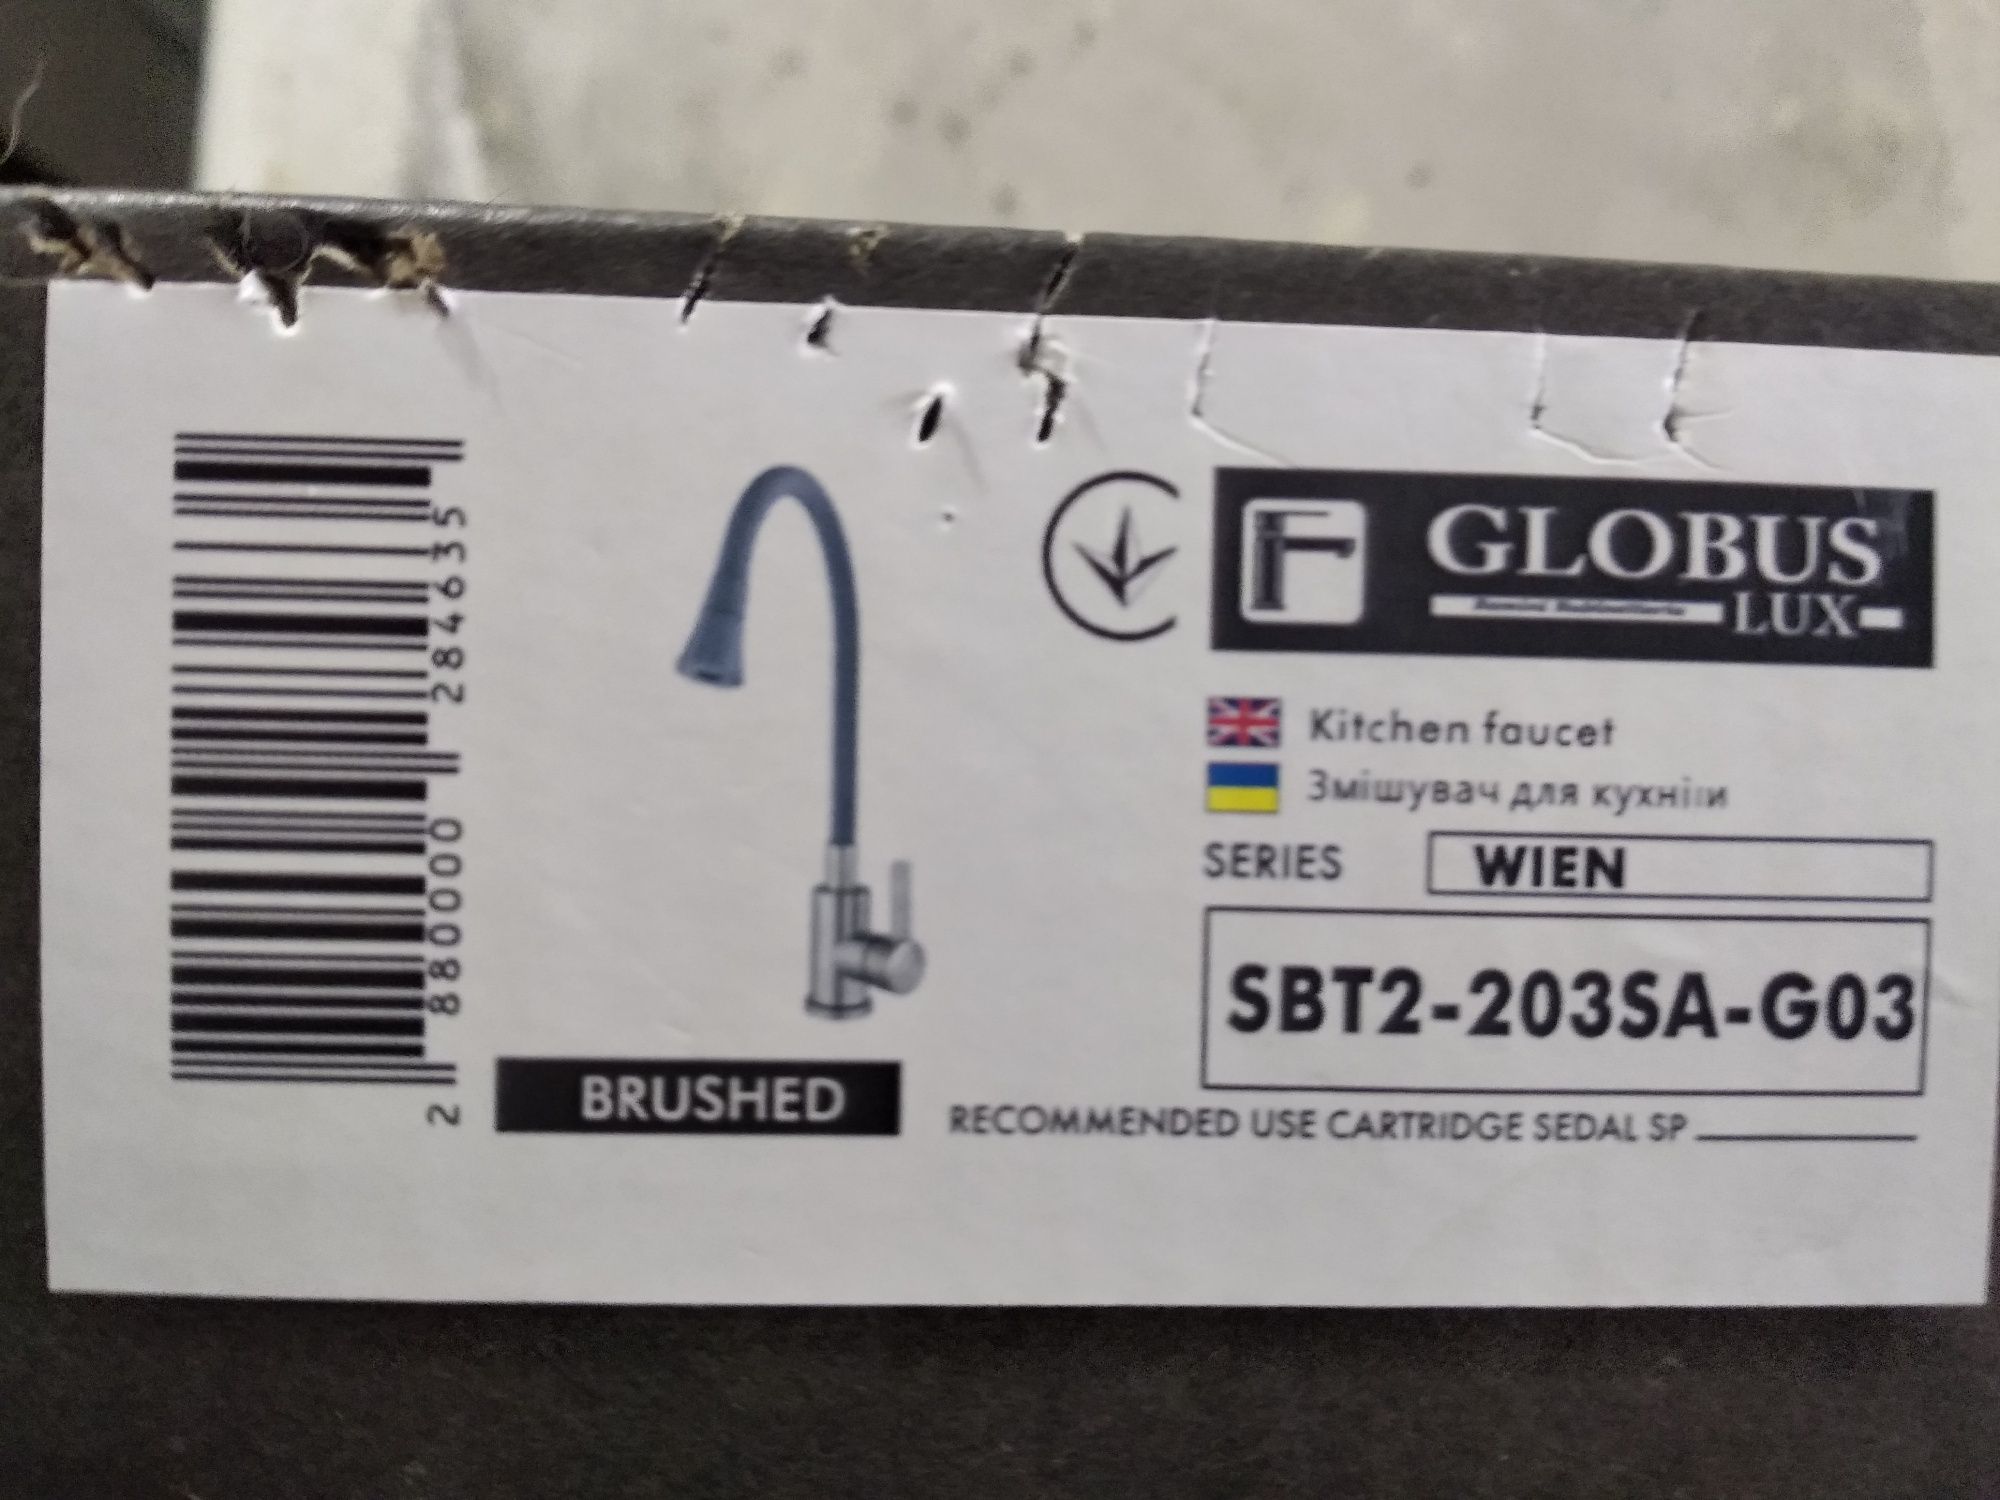 GLOBUS
LUX
Kitchen faucet
Змішувач для кухніи
SERIES WIEN
SBT2-203SA-G03
BRUSHED
RECOMMENDED USE CARTRIDGE SEDAL SP
2 880000 284635